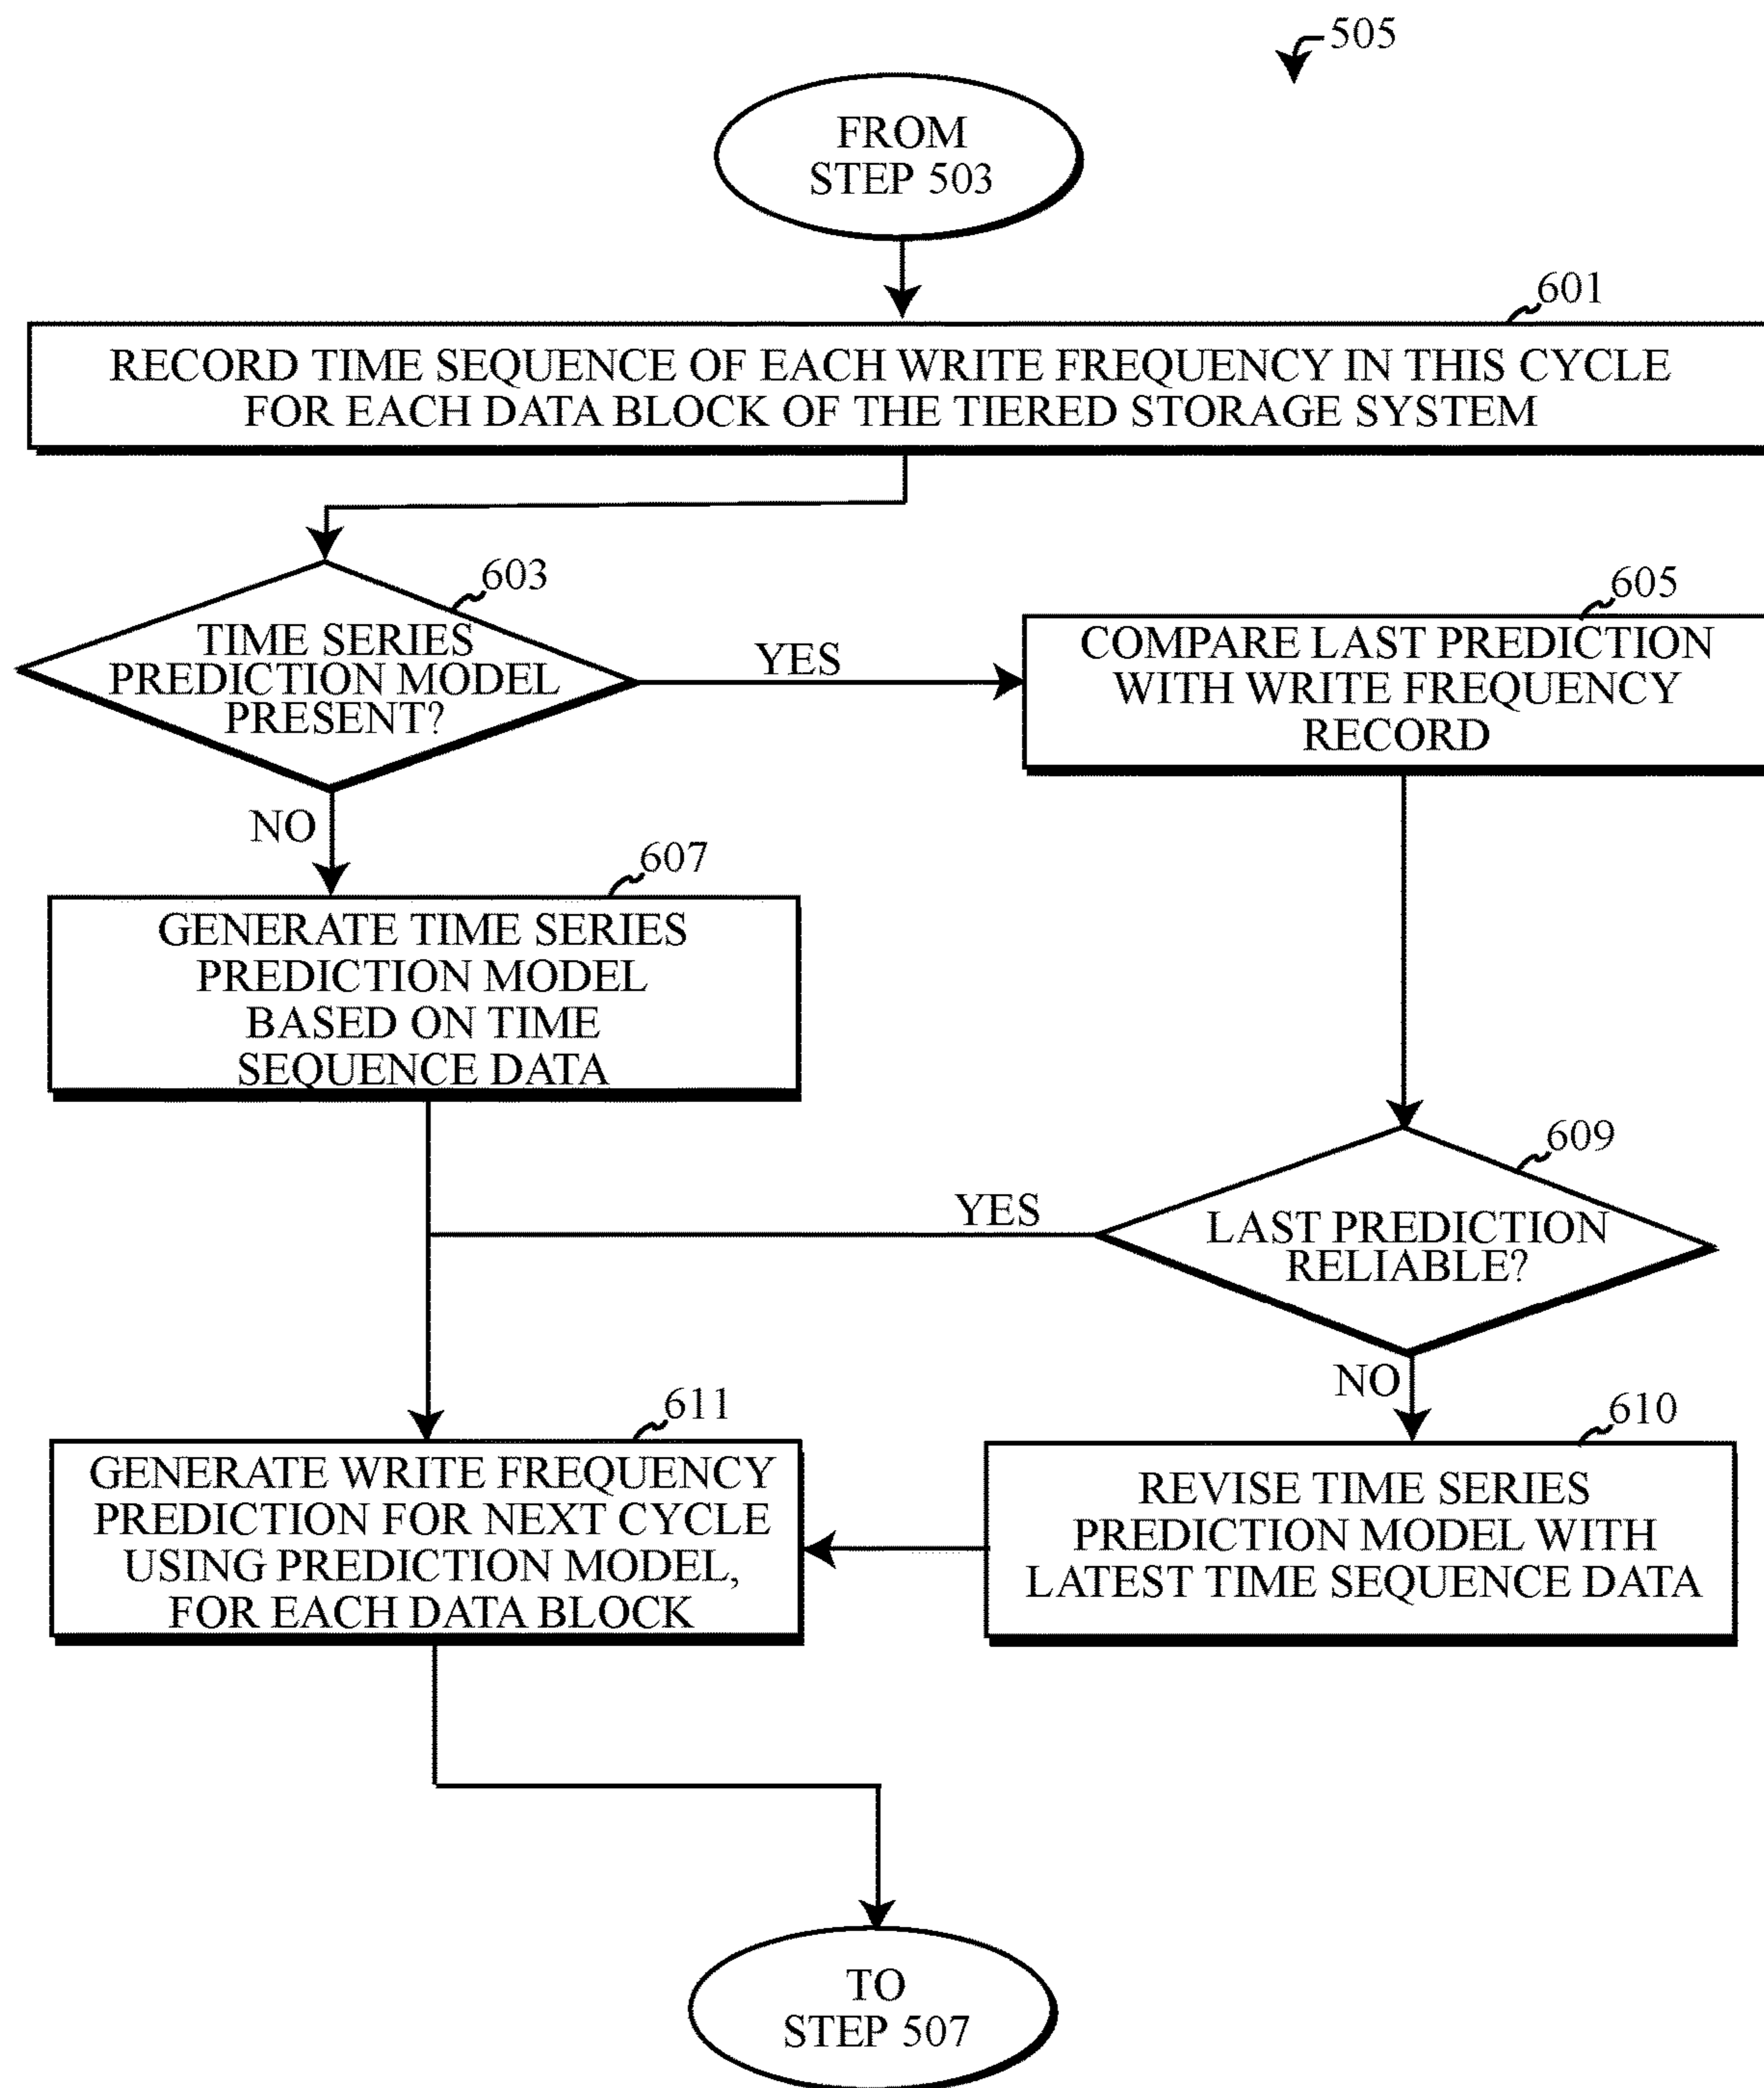 505
FROM
STEP 503
601
RECORD TIME SEQUENCE OF EACH WRITE FREQUENCY IN THIS CYCLE
FOR EACH DATA BLOCK OF THE TIERED STORAGE SYSTEM
603
TIME SERIES
PREDICTION MODEL
PRESENT?
YES
605
COMPARE LAST PREDICTION
WITH WRITE FREQUENCY
RECORD
NO
607
GENERATE TIME SERIES
PREDICTION MODEL
BASED ON TIME
SEQUENCE DATA
609
LAST PREDICTION
RELIABLE?
YES
NO
611
GENERATE WRITE FREQUENCY
PREDICTION FOR NEXT CYCLE
USING PREDICTION MODEL,
FOR EACH DATA BLOCK
610
REVISE TIME SERIES
PREDICTION MODEL WITH
LATEST TIME SEQUENCE DATA
TO
STEP 507